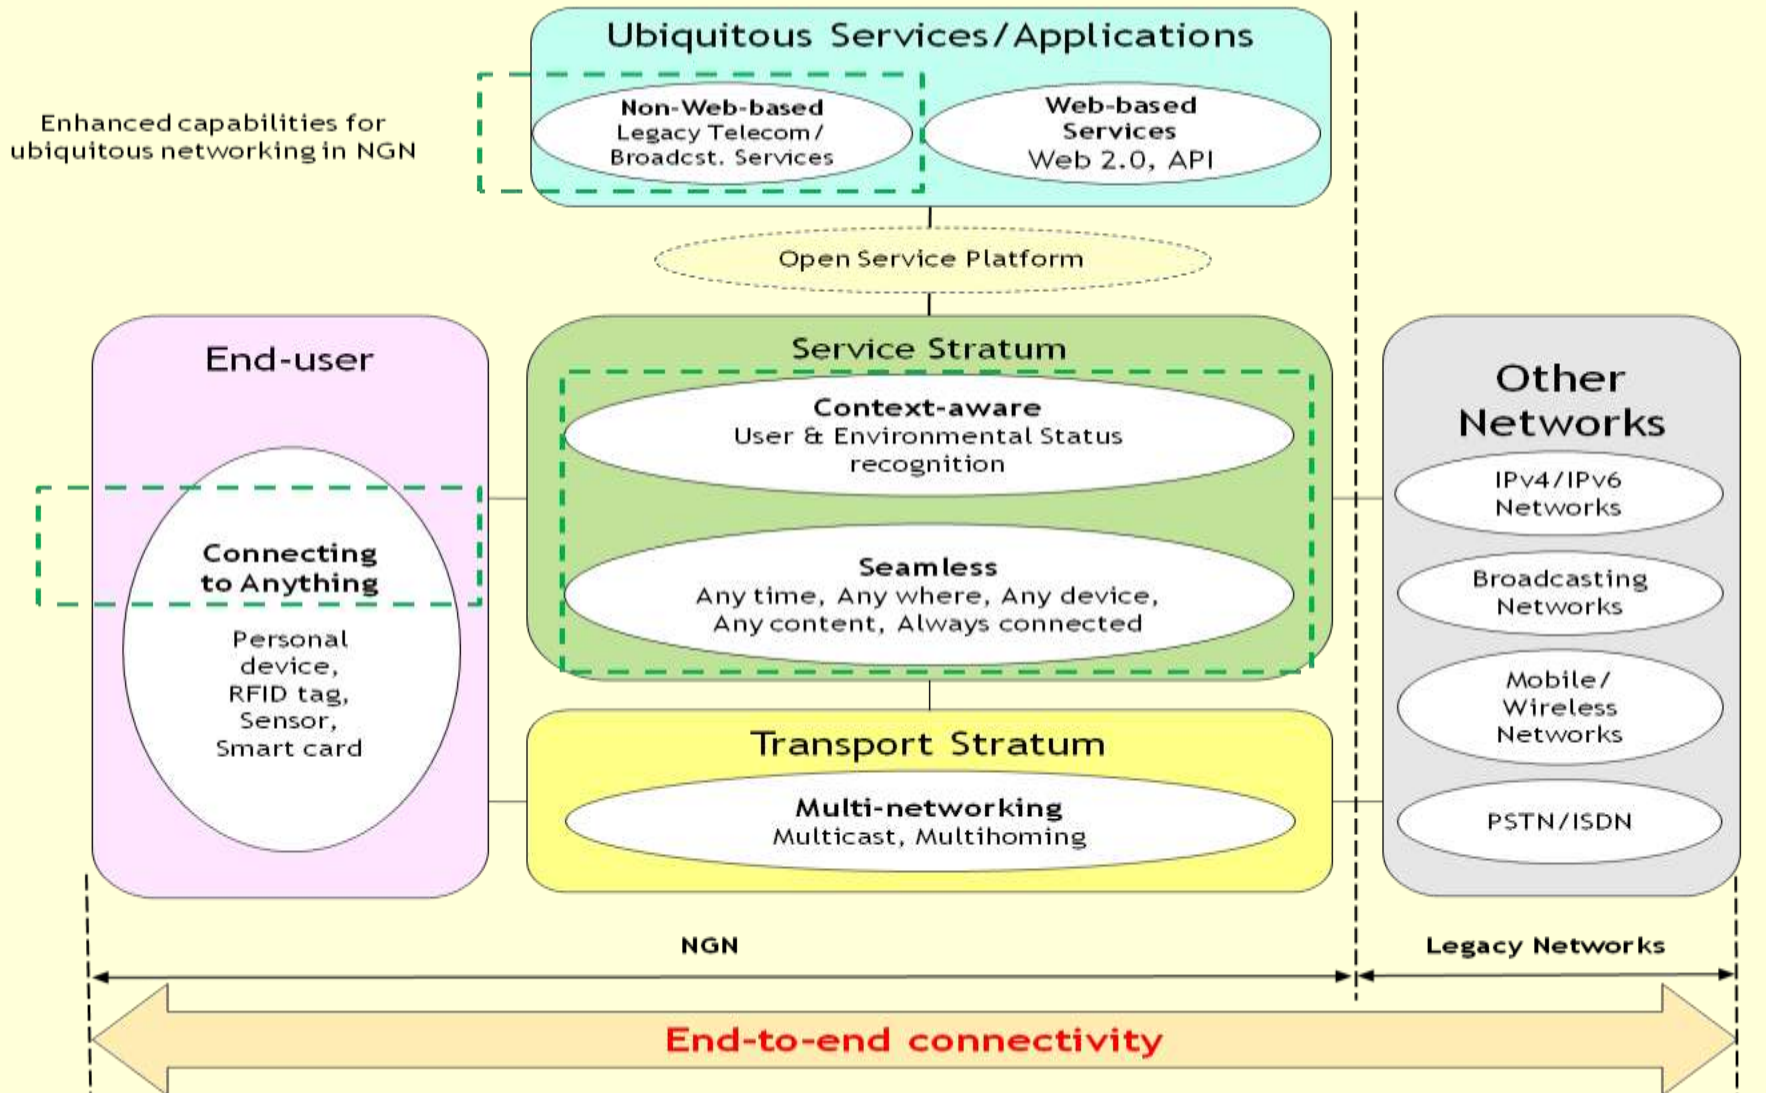 Ubiquitous Services/Applications
Non-Web-based
Legacy Telecom/
Broadcst. Services
Web-based
Services
Web 2.0, API
Enhanced capabilities for
ubiquitous networking in NGN
Open Service Platform
End-user
Connecting
to Anything
Personal
device,
RFID tag,
Sensor,
Smart card
Service Stratum
Context-aware
User & Environmental Status
recognition
Seamless
Any time, Any where, Any device,
Any content, Always connected
Transport Stratum
Multi-networking
Multicast, Multihoming
Other
Networks
IPv4/IPv6
Networks
Broadcasting
Networks
Mobile/
Wireless
Networks
PSTN/ISDN
NGN
Legacy Networks
End-to-end connectivity